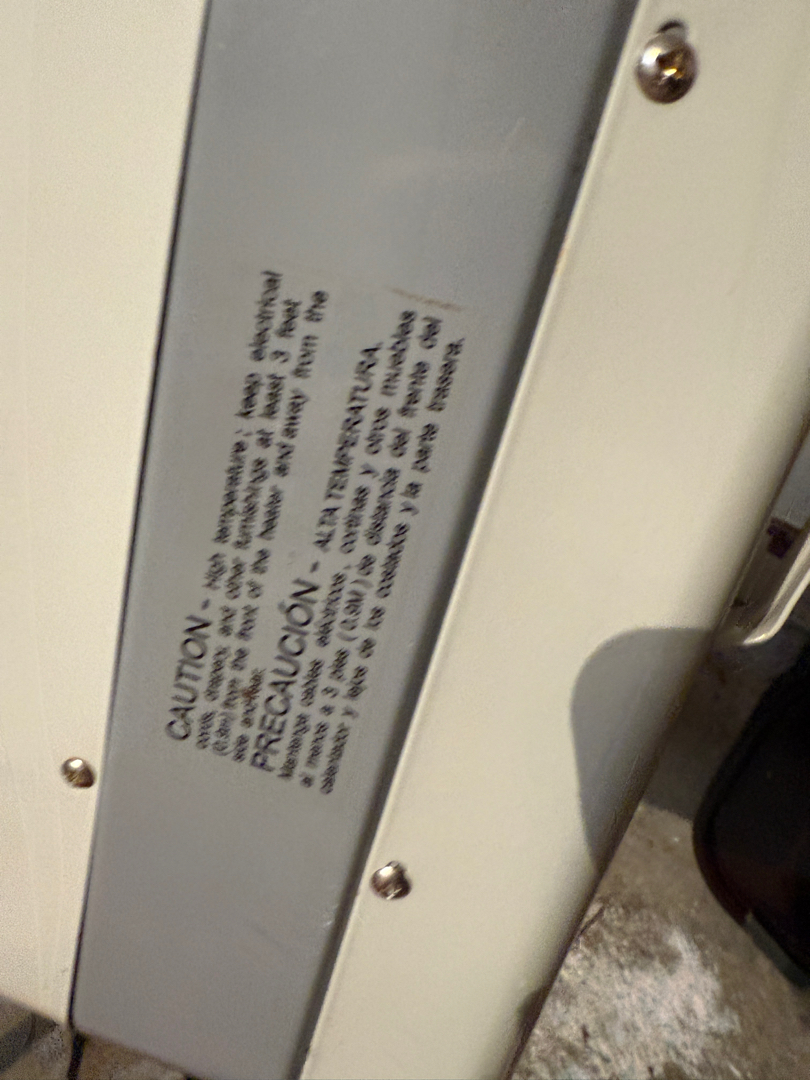 CAUTION - High temperature; keep electrical
cords, drapery, and other furnishings at least 3 feet
(0.9m) from the front of the heater and away from the
side and rear.
PRECAUCIÓN - ALTA TEMPERATURA.
Mantenga cables eléctricos, cortinas y otros muebles
al menos a 3 pies (0.9M) de distancia del frente del
calentador y lejos de los costados y la parte trasera.